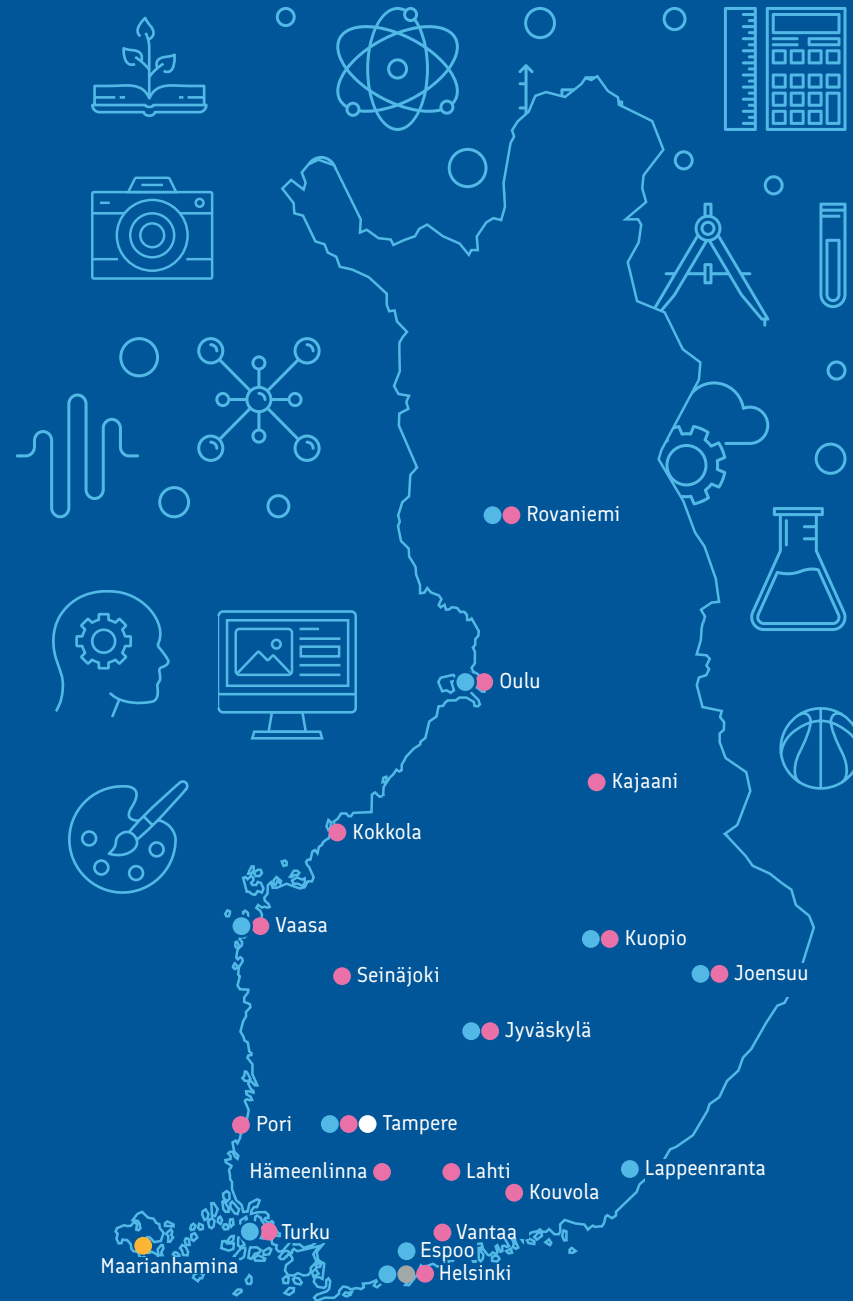 Rovaniemi
Oulu
Kajaani
Kokkola
Vaasa
Kuopio
Joensuu
Seinäjoki
Jyväskylä
Pori
Tampere
Hämeenlinna
Lahti
Lappeenranta
Kouvola
Turku
Vantaa
Espoo
Maarianhamina
Helsinki